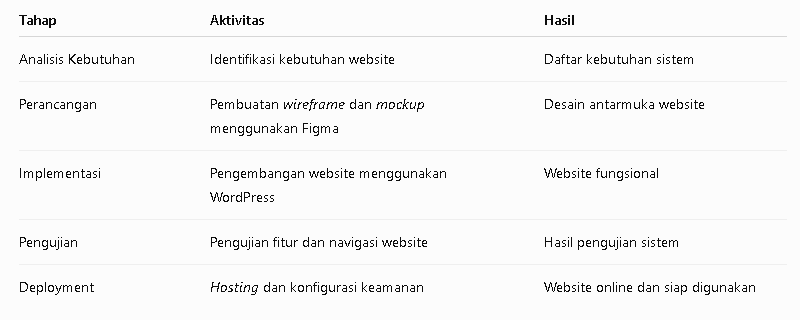 Tahap Aktivitas Hasil
Analisis Kebutuhan Identifikasi kebutuhan website Daftar kebutuhan sistem
Perancangan Pembuatan wireframe dan mockup Desain antarmuka website
menggunakan Figma
Implementasi Pengembangan website menggunakan Website fungsional
WordPress
Pengujian Pengujian fitur dan navigasi website Hasil pengujian sistem
Deployment Hosting dan konfigurasi keamanan Website online dan siap digunakan